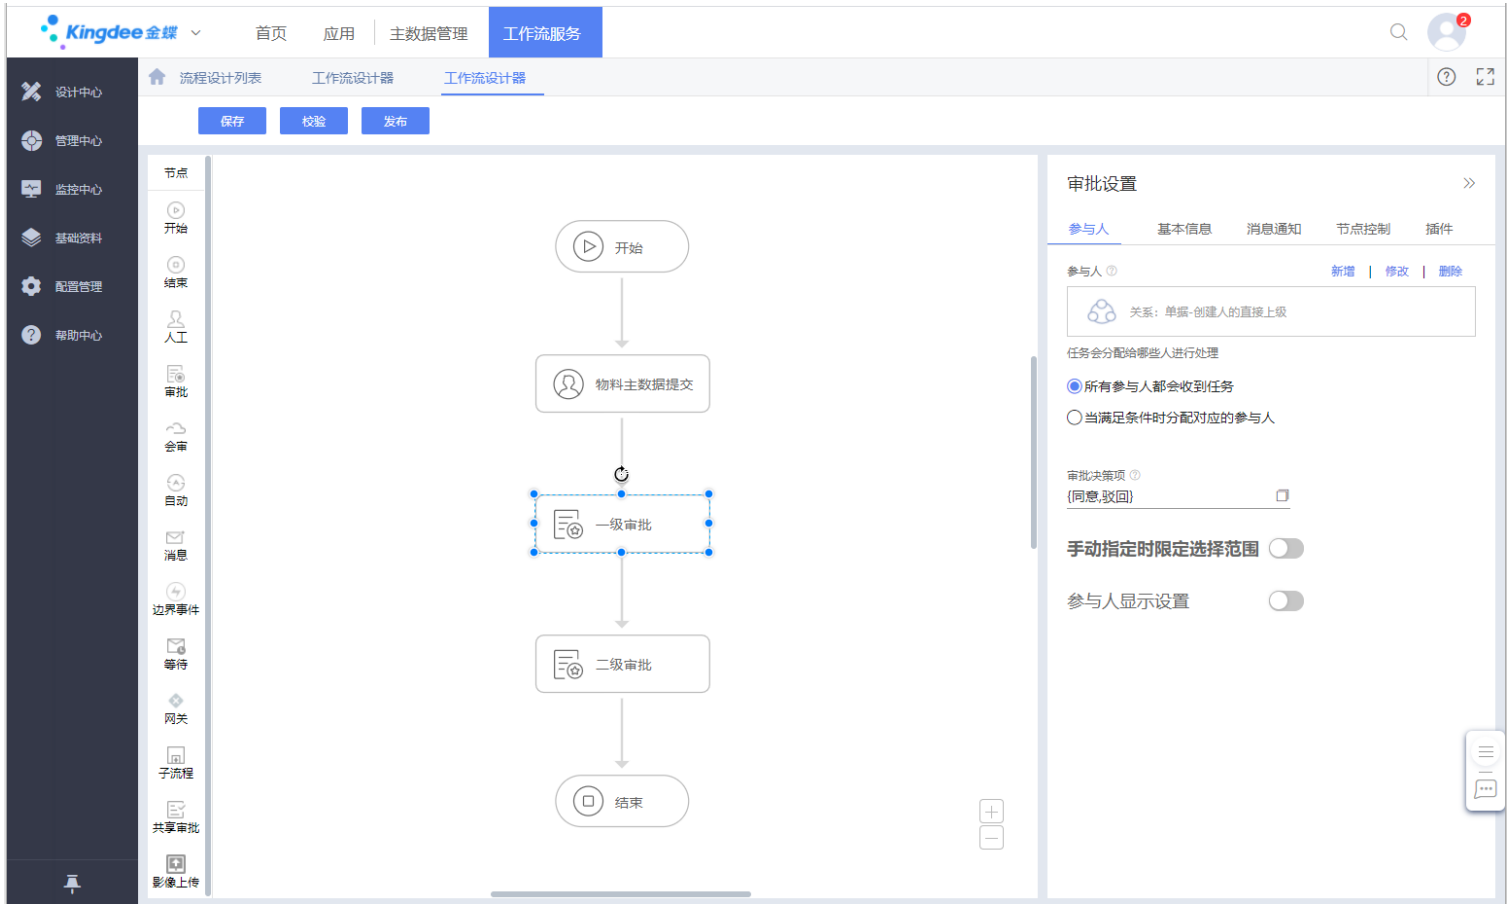 Kingdee金蝶
首页
应用
主数据管理
工作流服务
2
设计中心
管理中心
监控中心
基础资料
配置管理
帮助中心
流程设计列表
工作流设计器
工作流设计器
保存
校验
发布
节点
开始
结束
人工
审批
会审
自动
消息
边界事件
等待
网关
子流程
共享审批
影像上传
开始
物料主数据提交
一级审批
二级审批
结束
审批设置
参与人
基本信息
消息通知
节点控制
插件
参与人
新增 | 修改 | 删除
关系：单据-创建人的直接上级
任务会分配给哪些人进行处理
所有参与人都会收到任务
当满足条件时分配对应的参与人
审批决策项
{同意,驳回}
手动指定时限定选择范围
参与人显示设置